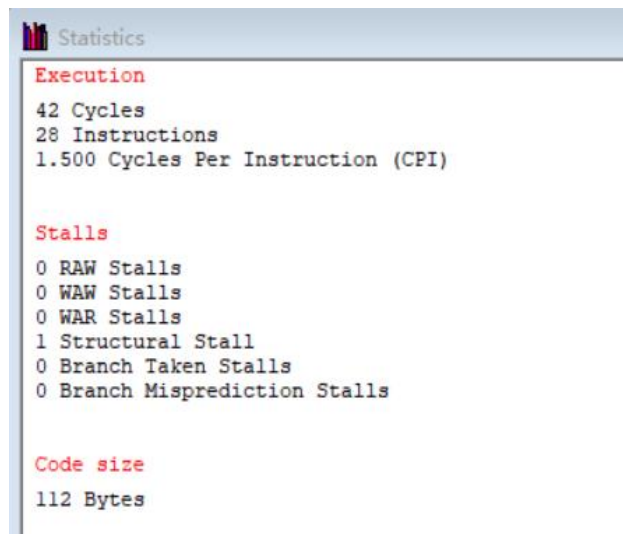 Statistics
Execution
42 Cycles
28 Instructions
1.500 Cycles Per Instruction (CPI)
Stalls
0 RAW Stalls
0 WAW Stalls
0 WAR Stalls
1 Structural Stall
0 Branch Taken Stalls
0 Branch Misprediction Stalls
Code size
112 Bytes